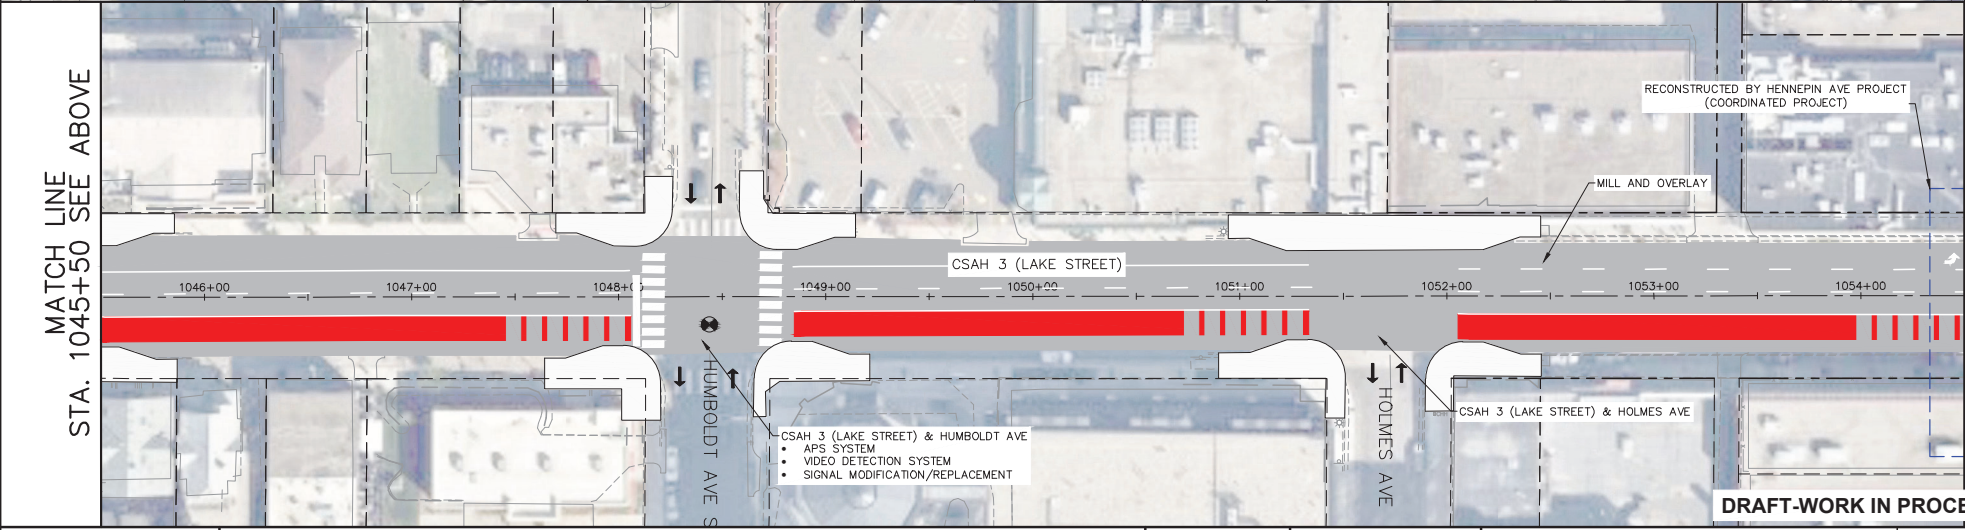 MATCH LINE
STA. 1045+50 SEE ABOVE
RECONSTRUCTED BY HENNEPIN AVE PROJECT
(COORDINATED PROJECT)
MILL AND OVERLAY
CSAH 3 (LAKE STREET)
1046+00
1047+00
1048+00
1049+00
1050+00
1051+00
1052+00
1053+00
1054+00
HUMBOLDT AVE S
HOLMES AVE
CSAH 3 (LAKE STREET) & HOLMES AVE
CSAH 3 (LAKE STREET) & HUMBOLDT AVE
• APS SYSTEM
• VIDEO DETECTION SYSTEM
• SIGNAL MODIFICATION/REPLACEMENT
DRAFT-WORK IN PROCE